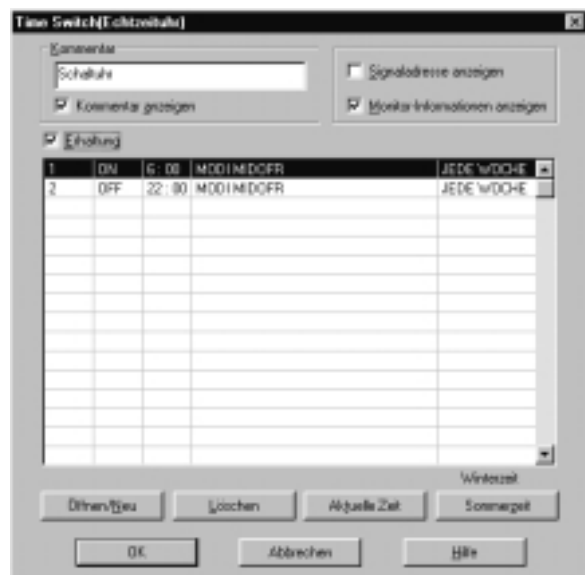 Time Switch(Echtzeituhr)
Kommentar
Schaltuhr
Kommentar anzeigen
Signaladresse anzeigen
Monitor-Informationen anzeigen
Erhaltung
1 ON 6:00 MODIMIDOFR JEDE WOCHE
2 OFF 22:00 MODIMIDOFR JEDE WOCHE
Winterzeit
Öffnen/Neu Löschen Aktuelle Zeit Sommerzeit
OK Abbrechen Hilfe